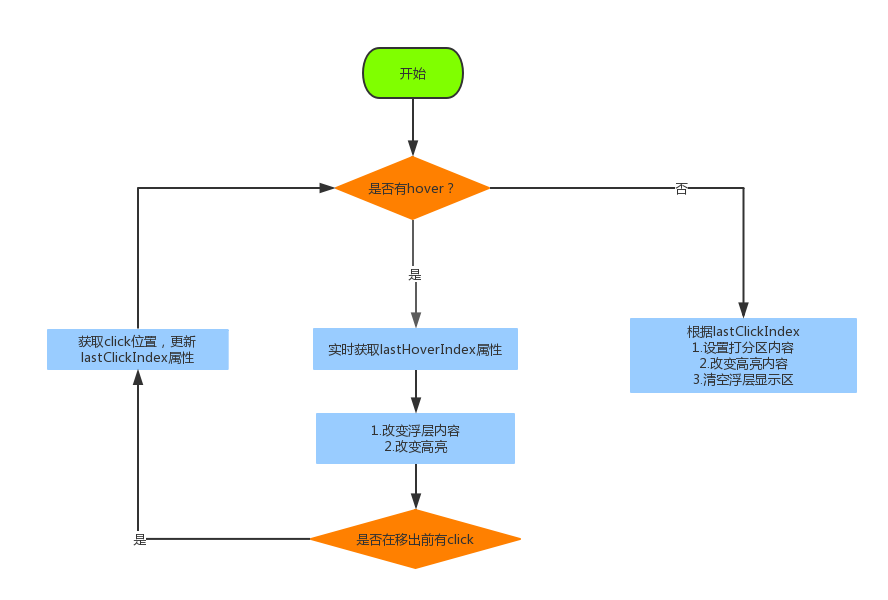 开始
是否有hover？
否
是
获取click位置，更新
lastClickIndex属性
实时获取lastHoverIndex属性
根据lastClickIndex
1.设置打分区内容
2.改变高亮内容
3.清空浮层显示区
1.改变浮层内容
2.改变高亮
是
是否在移出前有click